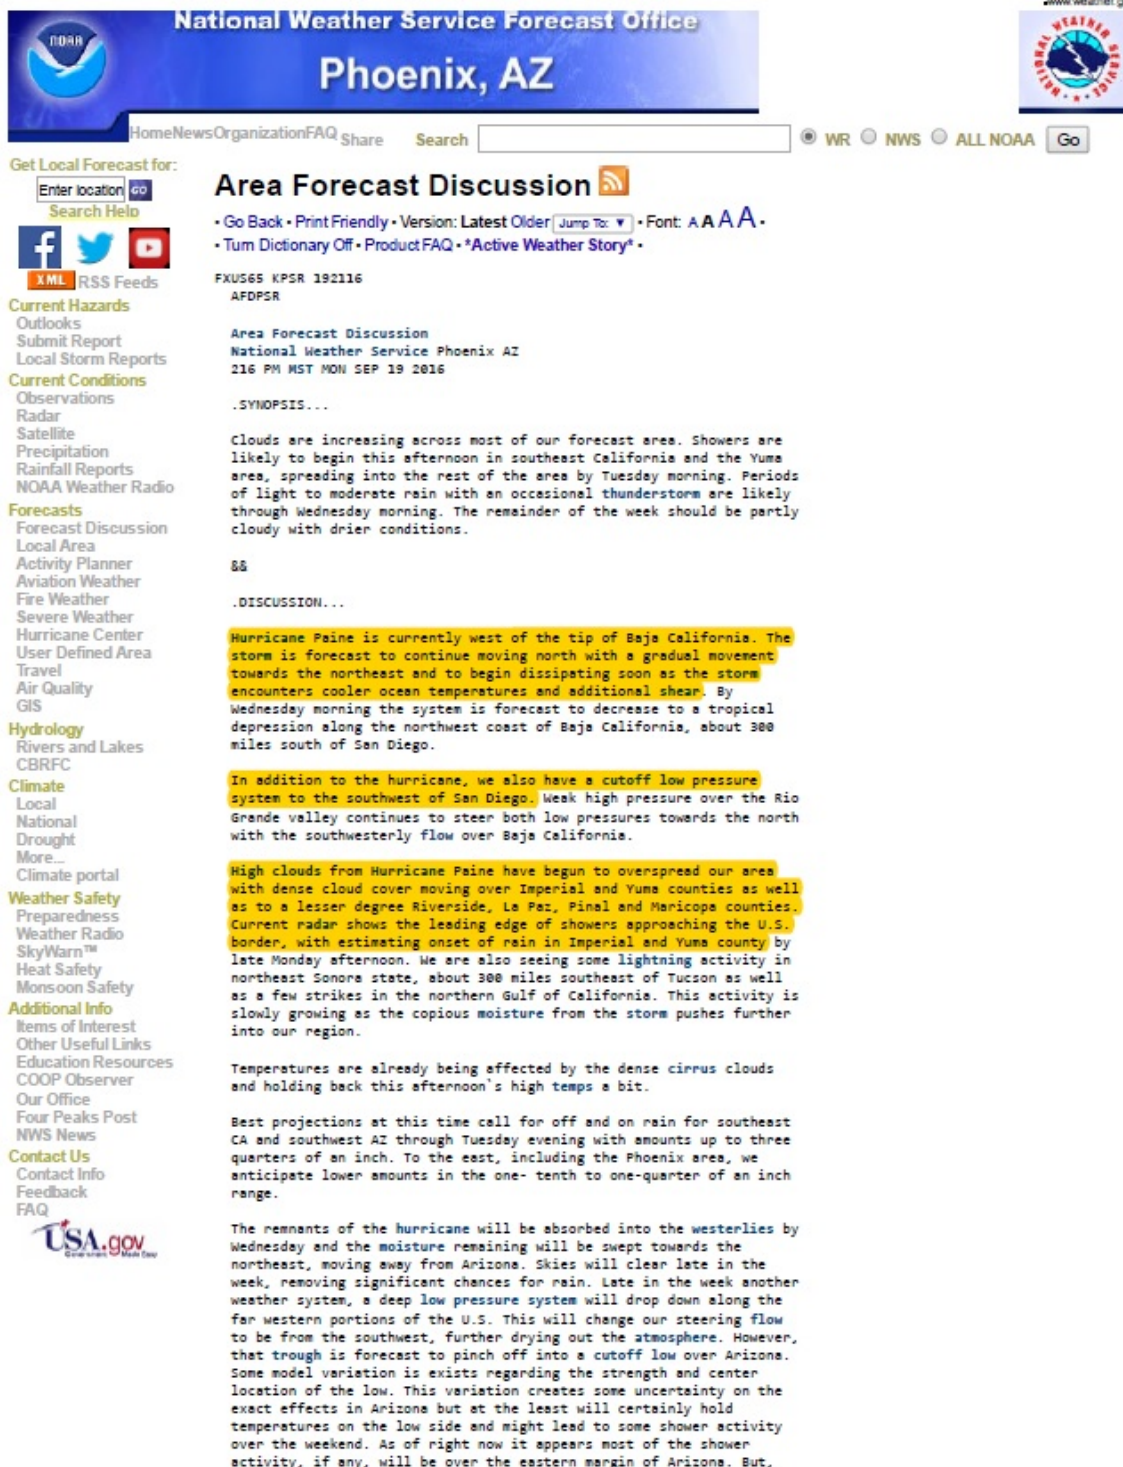 www.weather.g
National Weather Service Forecast Office
NOAA
Phoenix, AZ
NATIONAL WEATHER SERVICE
HomeNewsOrganizationFAQ Share Search WR NWS ALL NOAA Go
Get Local Forecast for:
Enter location GO
Search Help
XML RSS Feeds
Current Hazards
Outlooks
Submit Report
Local Storm Reports
Current Conditions
Observations
Radar
Satellite
Precipitation
Rainfall Reports
NOAA Weather Radio
Forecasts
Forecast Discussion
Local Area
Activity Planner
Aviation Weather
Fire Weather
Severe Weather
Hurricane Center
User Defined Area
Travel
Air Quality
GIS
Hydrology
Rivers and Lakes
CBRFC
Climate
Local
National
Drought
More...
Climate portal
Weather Safety
Preparedness
Weather Radio
SkyWarn™
Heat Safety
Monsoon Safety
Additional Info
Items of Interest
Other Useful Links
Education Resources
COOP Observer
Our Office
Four Peaks Post
NWS News
Contact Us
Contact Info
Feedback
FAQ
USA.gov
Government Made Easy
Area Forecast Discussion
• Go Back • Print Friendly • Version: Latest Older Jump To: ▼ • Font: A A A A •
• Turn Dictionary Off • Product FAQ • *Active Weather Story* •
FXUS65 KPSR 192116
AFDPSR
Area Forecast Discussion
National Weather Service Phoenix AZ
216 PM MST MON SEP 19 2016
.SYNOPSIS...
Clouds are increasing across most of our forecast area. Showers are
likely to begin this afternoon in southeast California and the Yuma
area, spreading into the rest of the area by Tuesday morning. Periods
of light to moderate rain with an occasional thunderstorm are likely
through Wednesday morning. The remainder of the week should be partly
cloudy with drier conditions.
&&
.DISCUSSION...
Hurricane Paine is currently west of the tip of Baja California. The
storm is forecast to continue moving north with a gradual movement
towards the northeast and to begin dissipating soon as the storm
encounters cooler ocean temperatures and additional shear. By
Wednesday morning the system is forecast to decrease to a tropical
depression along the northwest coast of Baja California, about 300
miles south of San Diego.
In addition to the hurricane, we also have a cutoff low pressure
system to the southwest of San Diego. Weak high pressure over the Rio
Grande valley continues to steer both low pressures towards the north
with the southwesterly flow over Baja California.
High clouds from Hurricane Paine have begun to overspread our area
with dense cloud cover moving over Imperial and Yuma counties as well
as to a lesser degree Riverside, La Paz, Pinal and Maricopa counties.
Current radar shows the leading edge of showers approaching the U.S.
border, with estimating onset of rain in Imperial and Yuma county by
late Monday afternoon. We are also seeing some lightning activity in
northeast Sonora state, about 300 miles southeast of Tucson as well
as a few strikes in the northern Gulf of California. This activity is
slowly growing as the copious moisture from the storm pushes further
into our region.
Temperatures are already being affected by the dense cirrus clouds
and holding back this afternoon`s high temps a bit.
Best projections at this time call for off and on rain for southeast
CA and southwest AZ through Tuesday evening with amounts up to three
quarters of an inch. To the east, including the Phoenix area, we
anticipate lower amounts in the one- tenth to one-quarter of an inch
range.
The remnants of the hurricane will be absorbed into the westerlies by
Wednesday and the moisture remaining will be swept towards the
northeast, moving away from Arizona. Skies will clear late in the
week, removing significant chances for rain. Late in the week another
weather system, a deep low pressure system will drop down along the
far western portions of the U.S. This will change our steering flow
to be from the southwest, further drying out the atmosphere. However,
that trough is forecast to pinch off into a cutoff low over Arizona.
Some model variation is exists regarding the strength and center
location of the low. This variation creates some uncertainty on the
exact effects in Arizona but at the least will certainly hold
temperatures on the low side and might lead to some shower activity
over the weekend. As of right now it appears most of the shower
activity, if any, will be over the eastern margin of Arizona. But,